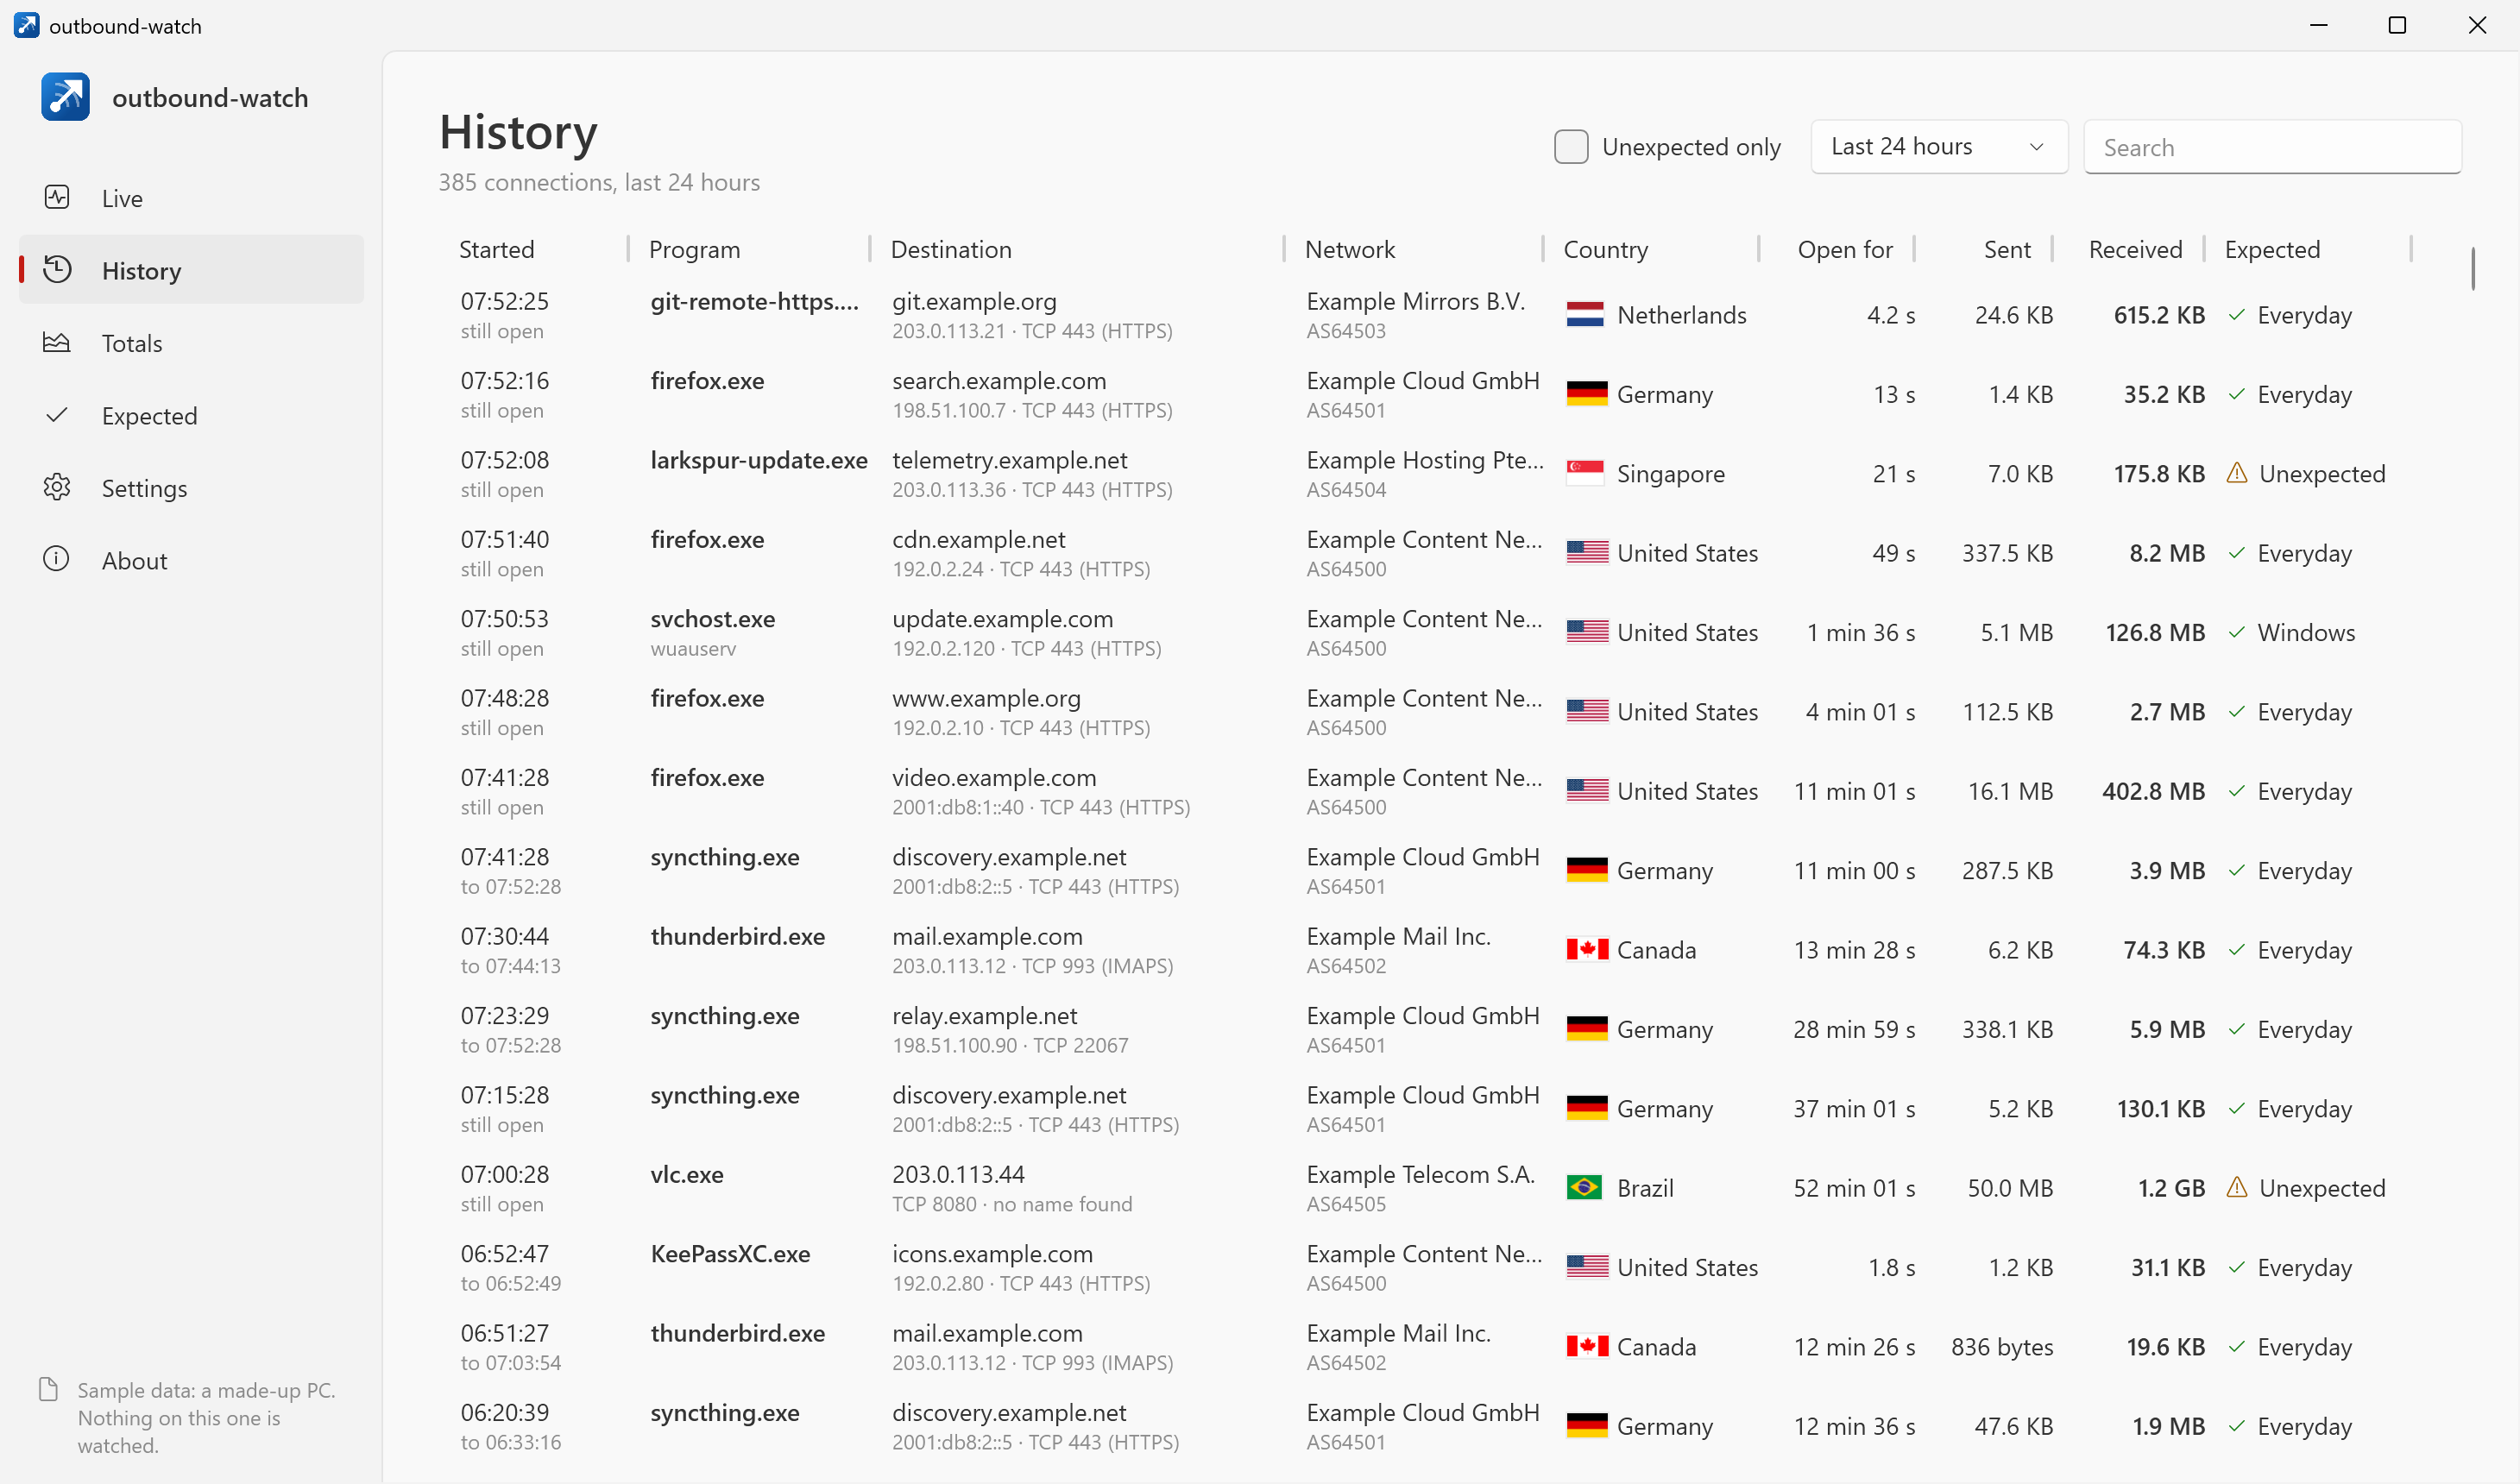 outbound-watch
outbound-watch
Live
History
Totals
Expected
Settings
About
Sample data: a made-up PC.
Nothing on this one is
watched.
History
385 connections, last 24 hours
Unexpected only
Last 24 hours
Search
Started Program Destination Network Country Open for Sent Received Expected
07:52:25 git-remote-https.... git.example.org Example Mirrors B.V. Netherlands 4.2 s 24.6 KB 615.2 KB Everyday
still open 203.0.113.21 · TCP 443 (HTTPS) AS64503
07:52:16 firefox.exe search.example.com Example Cloud GmbH Germany 13 s 1.4 KB 35.2 KB Everyday
still open 198.51.100.7 · TCP 443 (HTTPS) AS64501
07:52:08 larkspur-update.exe telemetry.example.net Example Hosting Pte... Singapore 21 s 7.0 KB 175.8 KB Unexpected
still open 203.0.113.36 · TCP 443 (HTTPS) AS64504
07:51:40 firefox.exe cdn.example.net Example Content Ne... United States 49 s 337.5 KB 8.2 MB Everyday
still open 192.0.2.24 · TCP 443 (HTTPS) AS64500
07:50:53 svchost.exe update.example.com Example Content Ne... United States 1 min 36 s 5.1 MB 126.8 MB Windows
still open wuauserv 192.0.2.120 · TCP 443 (HTTPS) AS64500
07:48:28 firefox.exe www.example.org Example Content Ne... United States 4 min 01 s 112.5 KB 2.7 MB Everyday
still open 192.0.2.10 · TCP 443 (HTTPS) AS64500
07:41:28 firefox.exe video.example.com Example Content Ne... United States 11 min 01 s 16.1 MB 402.8 MB Everyday
still open 2001:db8:1::40 · TCP 443 (HTTPS) AS64500
07:41:28 syncthing.exe discovery.example.net Example Cloud GmbH Germany 11 min 00 s 287.5 KB 3.9 MB Everyday
to 07:52:28 2001:db8:2::5 · TCP 443 (HTTPS) AS64501
07:30:44 thunderbird.exe mail.example.com Example Mail Inc. Canada 13 min 28 s 6.2 KB 74.3 KB Everyday
to 07:44:13 203.0.113.12 · TCP 993 (IMAPS) AS64502
07:23:29 syncthing.exe relay.example.net Example Cloud GmbH Germany 28 min 59 s 338.1 KB 5.9 MB Everyday
to 07:52:28 198.51.100.90 · TCP 22067 AS64501
07:15:28 syncthing.exe discovery.example.net Example Cloud GmbH Germany 37 min 01 s 5.2 KB 130.1 KB Everyday
still open 2001:db8:2::5 · TCP 443 (HTTPS) AS64501
07:00:28 vlc.exe 203.0.113.44 Example Telecom S.A. Brazil 52 min 01 s 50.0 MB 1.2 GB Unexpected
still open TCP 8080 · no name found AS64505
06:52:47 KeePassXC.exe icons.example.com Example Content Ne... United States 1.8 s 1.2 KB 31.1 KB Everyday
to 06:52:49 192.0.2.80 · TCP 443 (HTTPS) AS64500
06:51:27 thunderbird.exe mail.example.com Example Mail Inc. Canada 12 min 26 s 836 bytes 19.6 KB Everyday
to 07:03:54 203.0.113.12 · TCP 993 (IMAPS) AS64502
06:20:39 syncthing.exe discovery.example.net Example Cloud GmbH Germany 12 min 36 s 47.6 KB 1.9 MB Everyday
to 06:33:16 2001:db8:2::5 · TCP 443 (HTTPS) AS64501